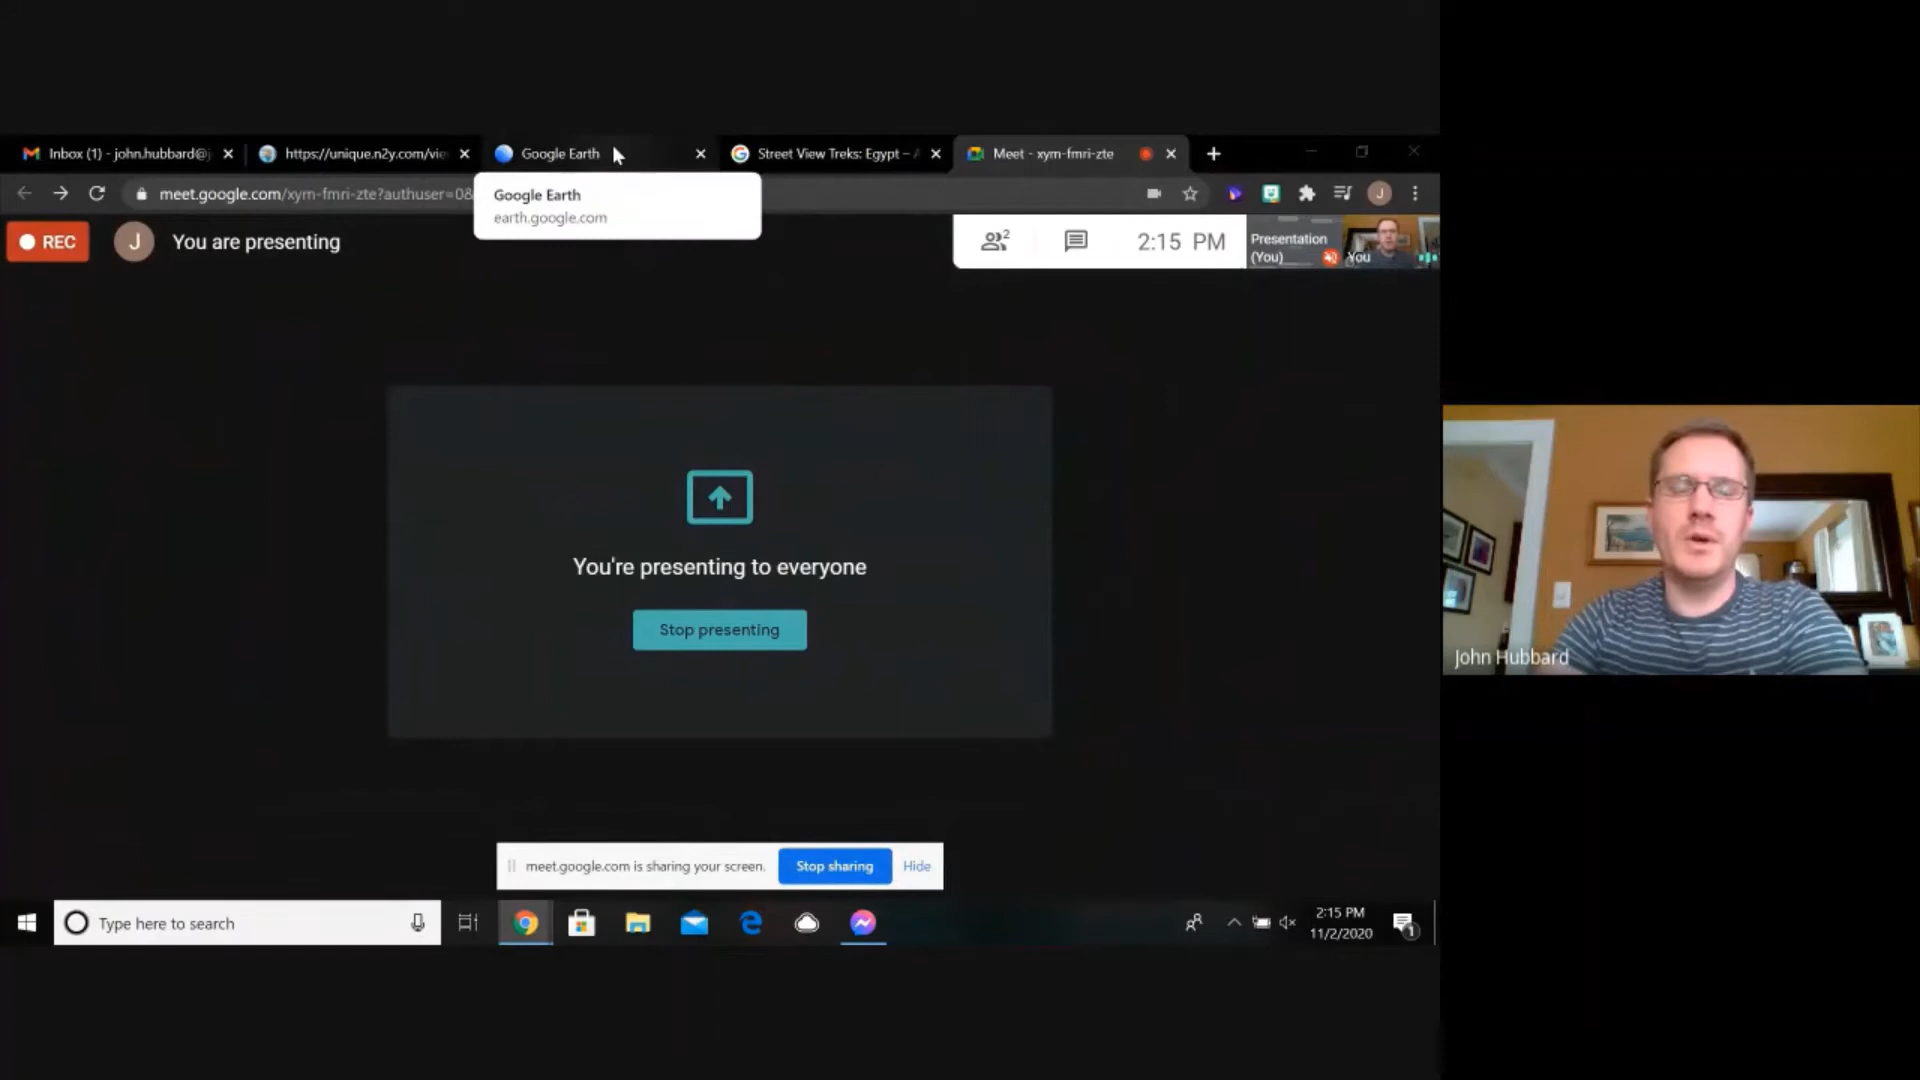 Inbox (1) - john.hubbard@j
https://unique.n2y.com/vie
Google Earth
Street View Treks: Egypt –
Meet - xym-fmri-zte
meet.google.com/xym-fmri-zte?authuser=0&
J
Google Earth
earth.google.com
REC
J
You are presenting
2
2:15 PM
Presentation
(You)
You
You're presenting to everyone
Stop presenting
John Hubbard
meet.google.com is sharing your screen.
Stop sharing
Hide
Type here to search
2:15 PM
11/2/2020
1